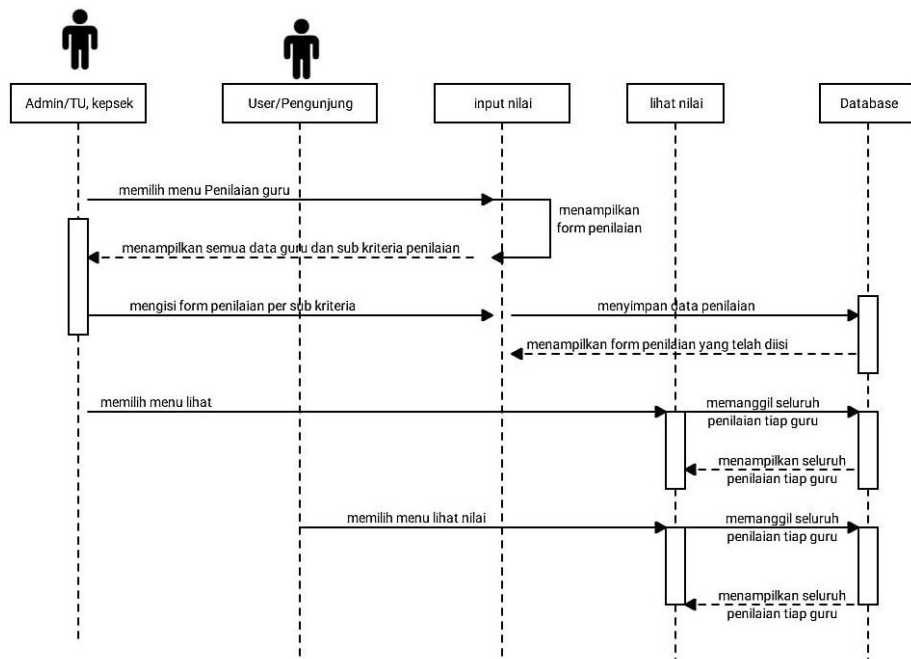 Admin/TU, kepsek
User/Pengunjung
input nilai
lihat nilai
Database
memilih menu Penilaian guru
menampilkan
form penilaian
menampilkan semua data guru dan sub kriteria penilaian
mengisi form penilaian per sub kriteria
menyimpan data penilaian
menampilkan form penilaian yang telah diisi
memilih menu lihat
memanggil seluruh
penilaian tiap guru
menampilkan seluruh
penilaian tiap guru
memilih menu lihat nilai
memanggil seluruh
penilaian tiap guru
menampilkan seluruh
penilaian tiap guru